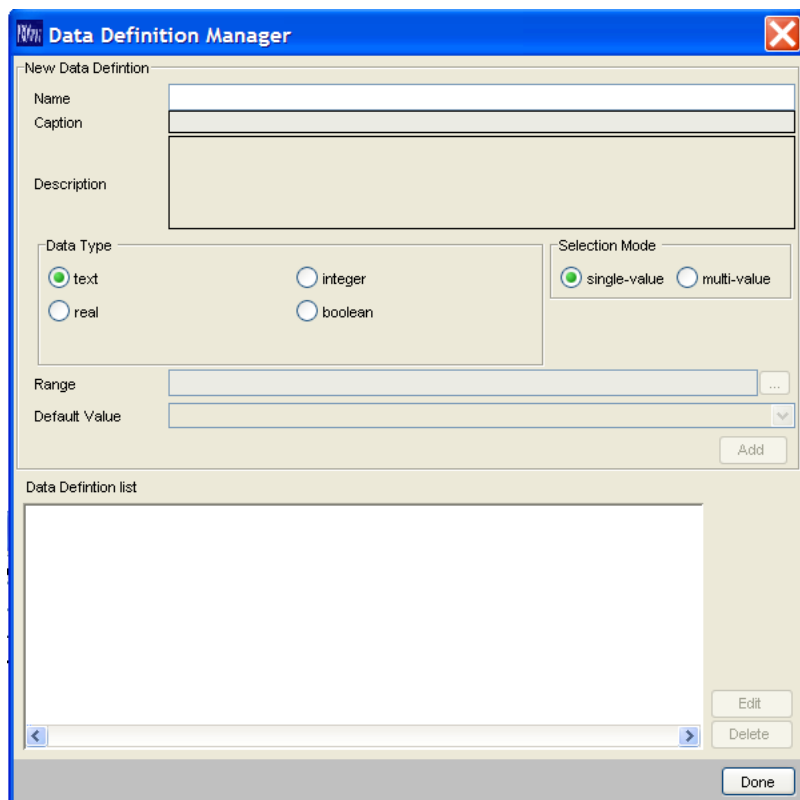 Data Definition Manager
New Data Defintion
Name
Caption
Description
Data Type
Selection Mode
text
integer
single-value
multi-value
real
boolean
Range
...
Default Value
Add
Data Defintion list
Edit
Delete
Done